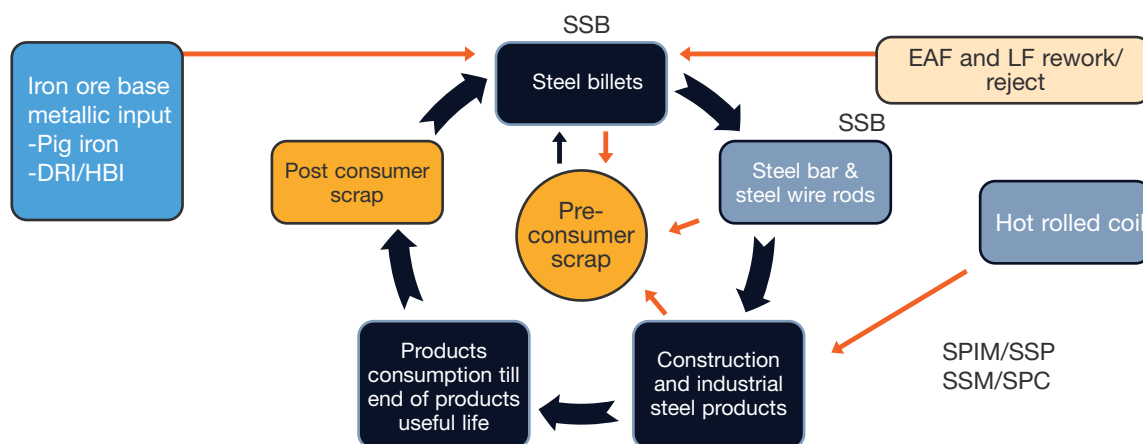 SSB
Iron ore base
metallic input
-Pig iron
-DRI/HBI
Steel billets
EAF and LF rework/
reject
SSB
Post consumer
scrap
Steel bar &
steel wire rods
Pre-
consumer
scrap
Hot rolled coil
Products
consumption till
end of products
useful life
Construction
and industrial
steel products
SPIM/SSP
SSM/SPC